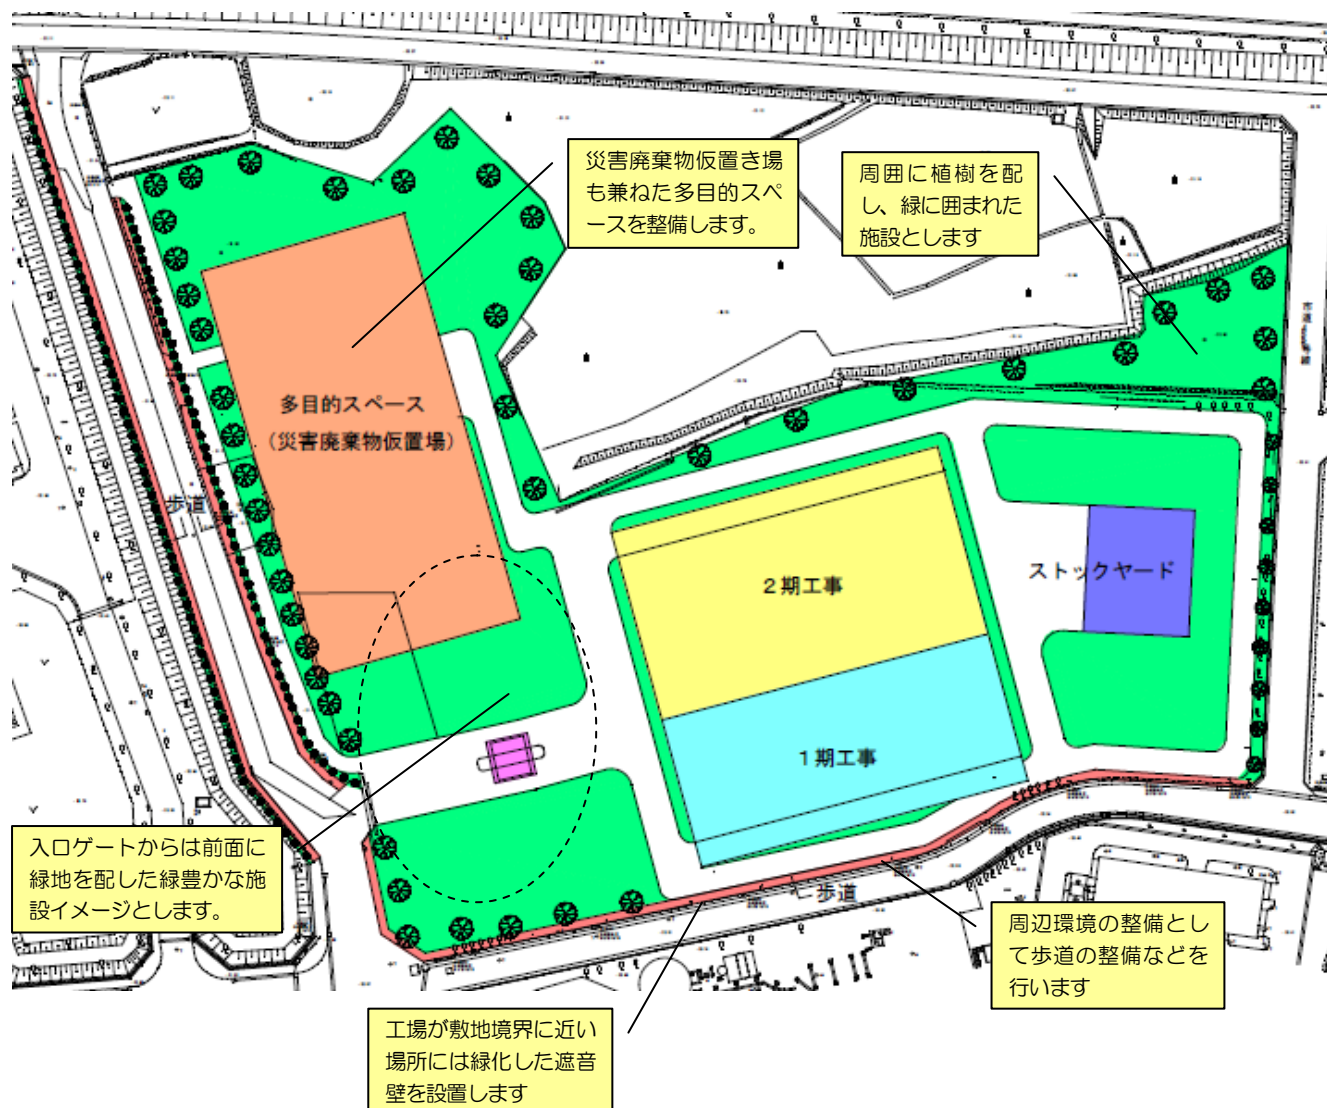 災害廃棄物仮置き場
も兼ねた多目的スペ
ースを整備します。
周囲に植樹を配
し、緑に囲まれた
施設とします
多目的スペース
（災害廃棄物仮置場）
歩道
２期工事
ストックヤード
１期工事
入口ゲートからは前面に
緑地を配した緑豊かな施
設イメージとします。
歩道
周辺環境の整備とし
て歩道の整備などを
行います
工場が敷地境界に近い
場所には緑化した遮音
壁を設置します